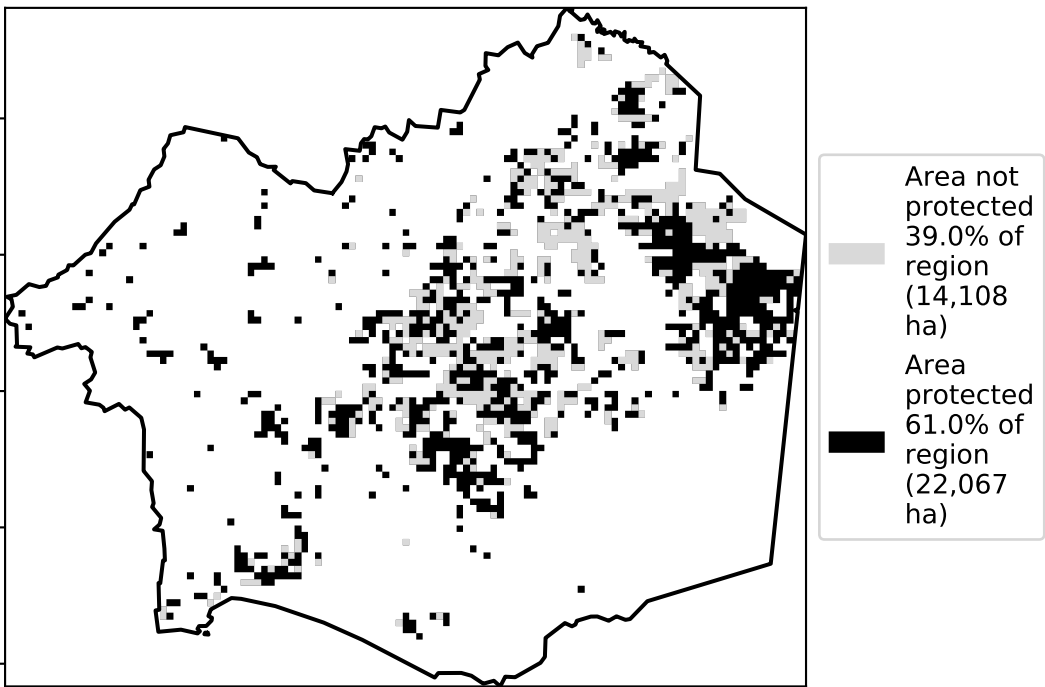 Area not
protected
39.0% of
region
(14,108
ha)
Area
protected
61.0% of
region
(22,067
ha)